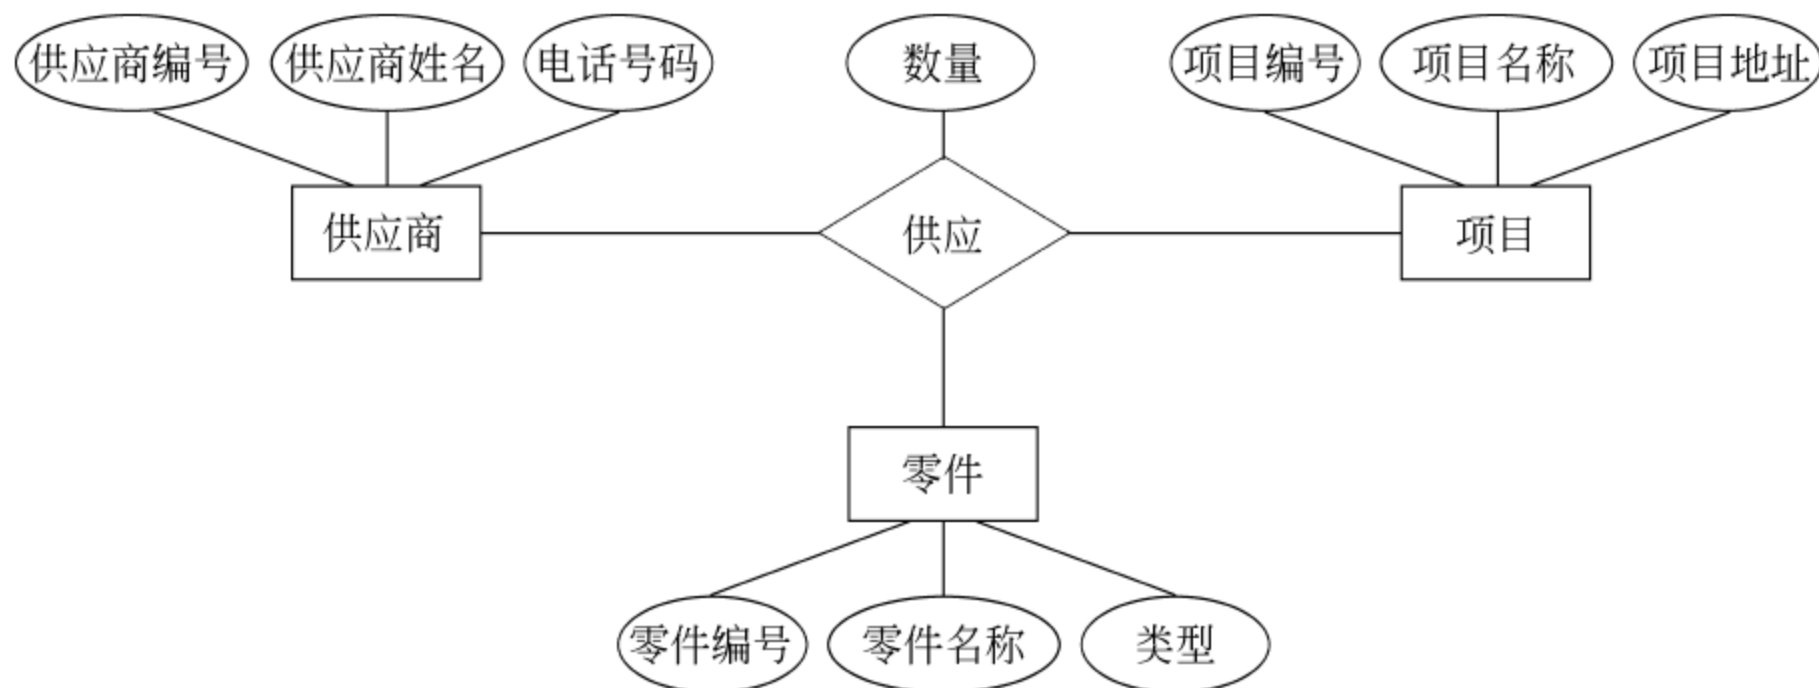 供应商编号 供应商姓名 电话号码 数量 项目编号 项目名称 项目地址
供应商 供应 项目
零件
零件编号 零件名称 类型